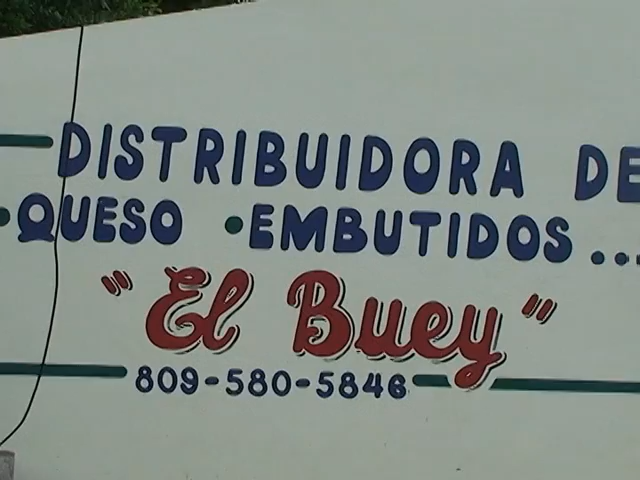 DISTRIBUIDORA DE
•QUESO •EMBUTIDOS...
"El Buey"
809-580-5846